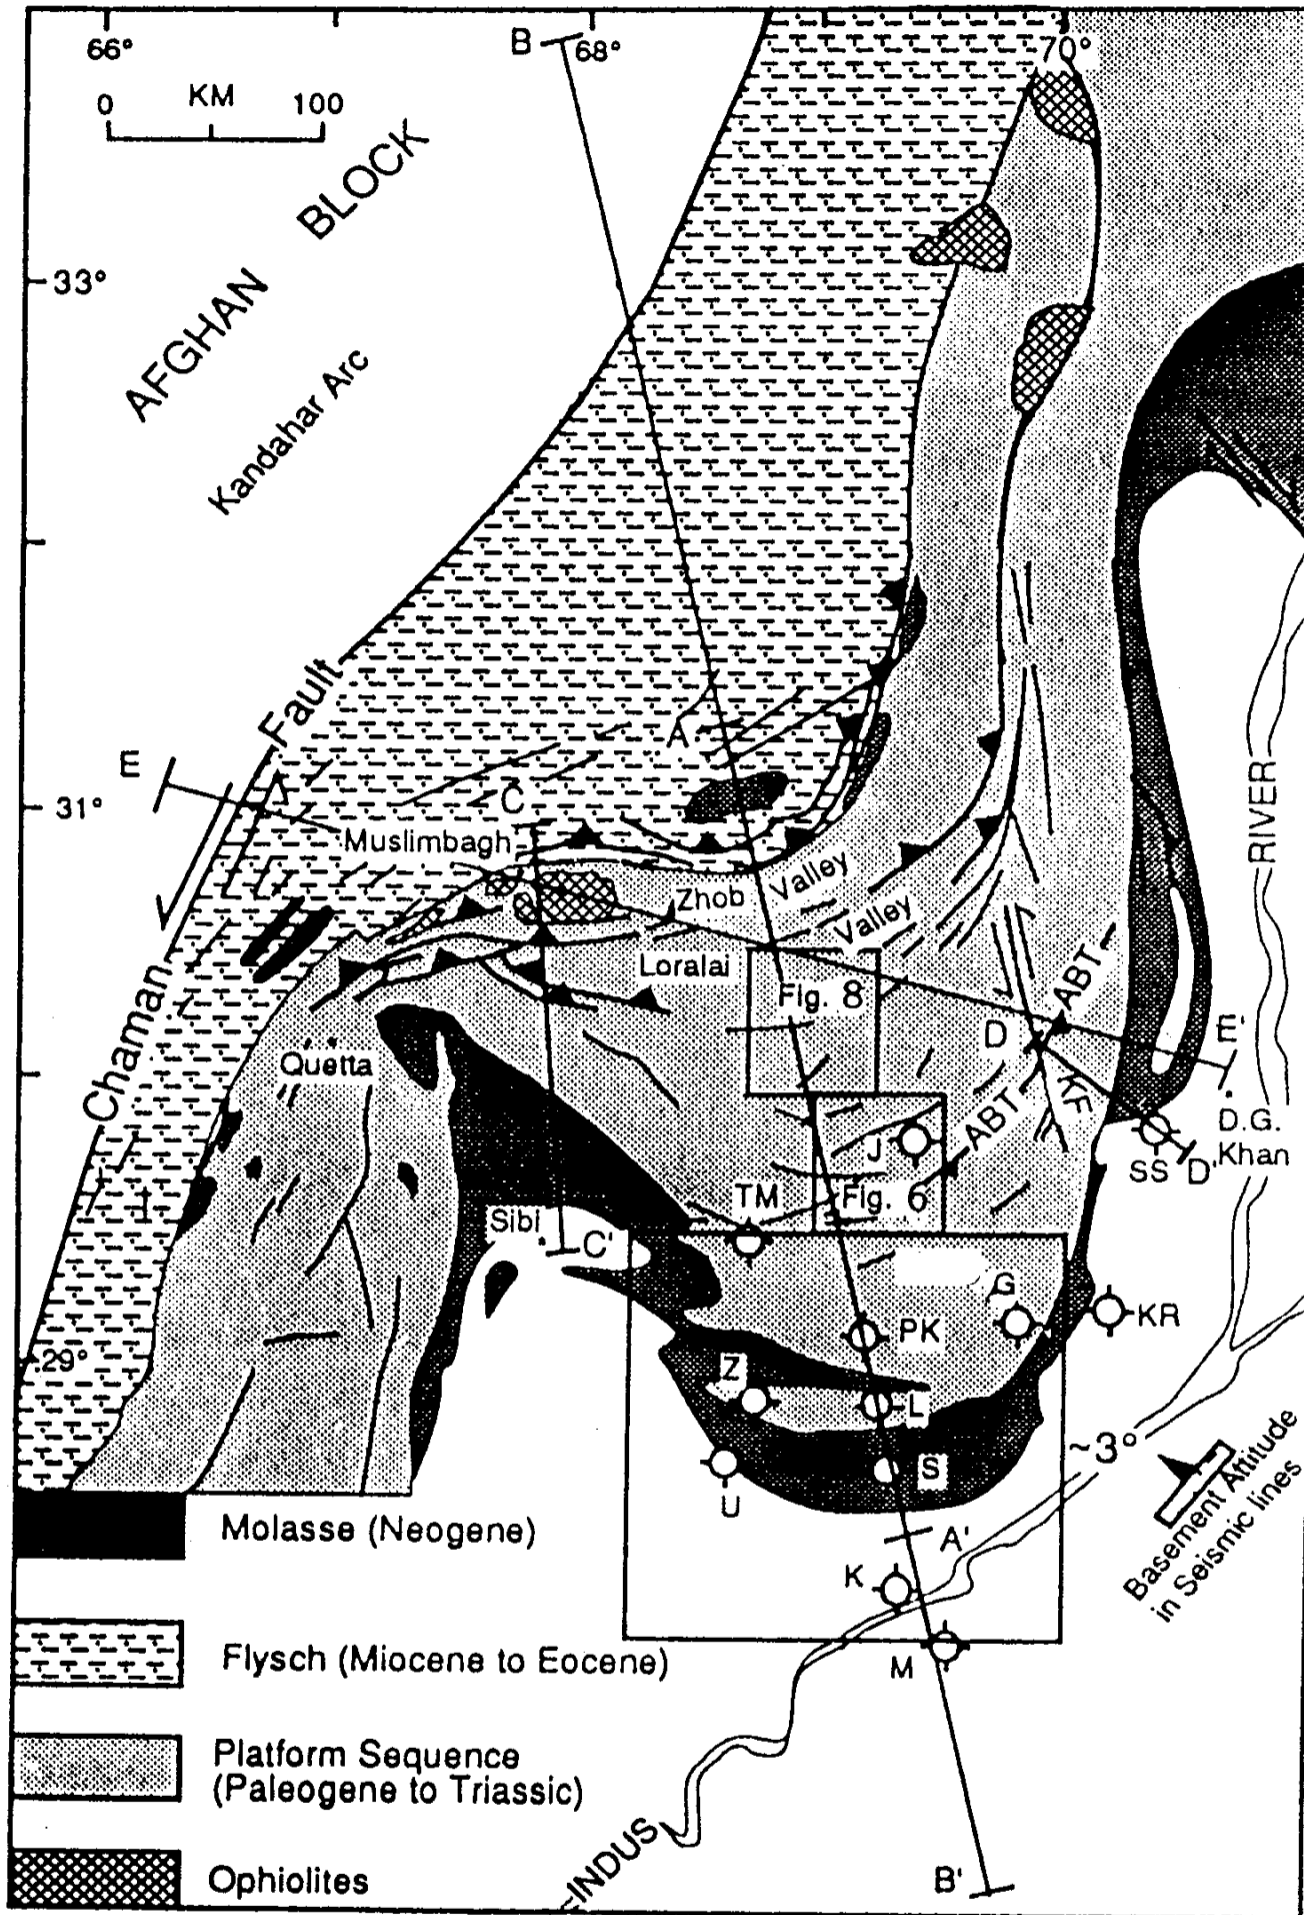 66°
B
68°
70°
0 KM 100
AFGHAN BLOCK
Kandahar Arc
33°
Fault
A
E
31°
C
Muslimbagh
RIVER
Zhob Valley
Valley
Loralai
Fig. 8
ABT
D
E'
Quetta
Chaman
KF
ABT
D.G.
Khan
J
SS
D'
TM
Fig. 6
Sibi
C'
G
KR
PK
29°
Z
L
~3°
S
U
A'
Basement Attitude
in Seismic lines
K
M
Molasse (Neogene)
Flysch (Miocene to Eocene)
Platform Sequence
(Paleogene to Triassic)
INDUS
Ophiolites
B'